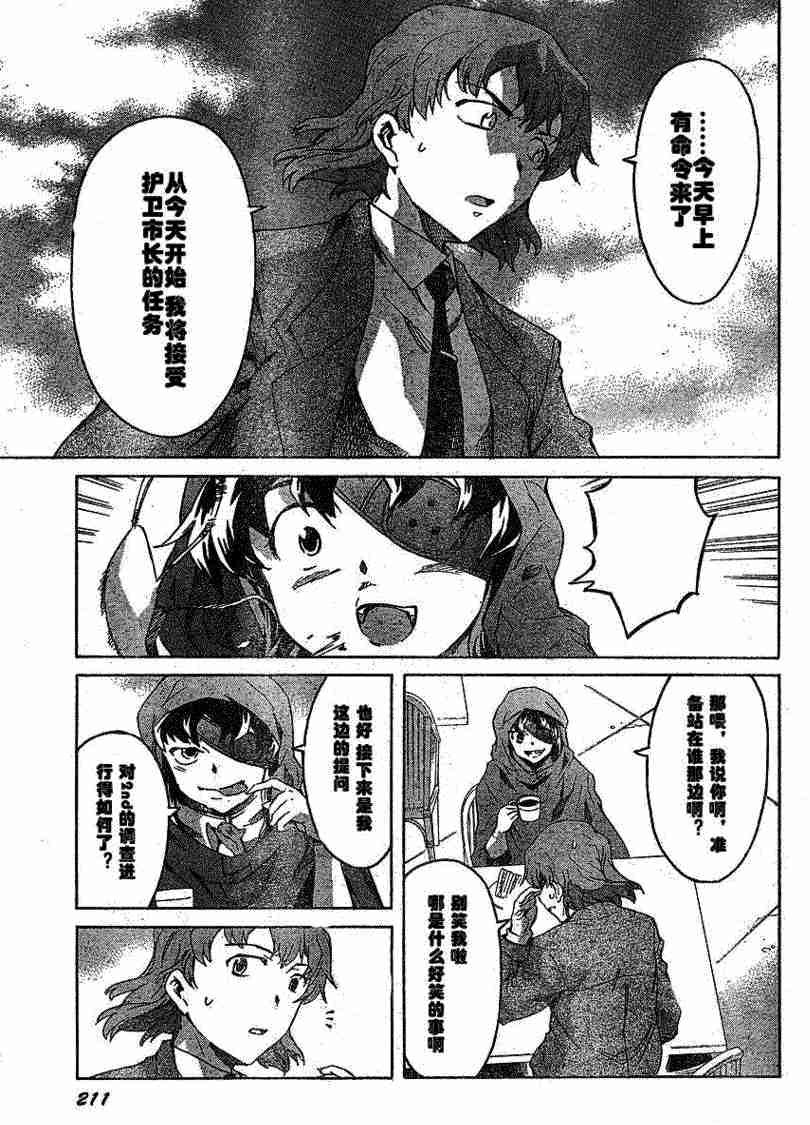 ……今天早上
有命令来了
从今天开始 我将接受
护卫市长的任务
那喂，我说你啊，准
备站在谁那边啊？
别笑我啦
哪是什么好笑的事啊
也好 接下来是我
这边的提问
对2nd的调查进
行得如何了？
211